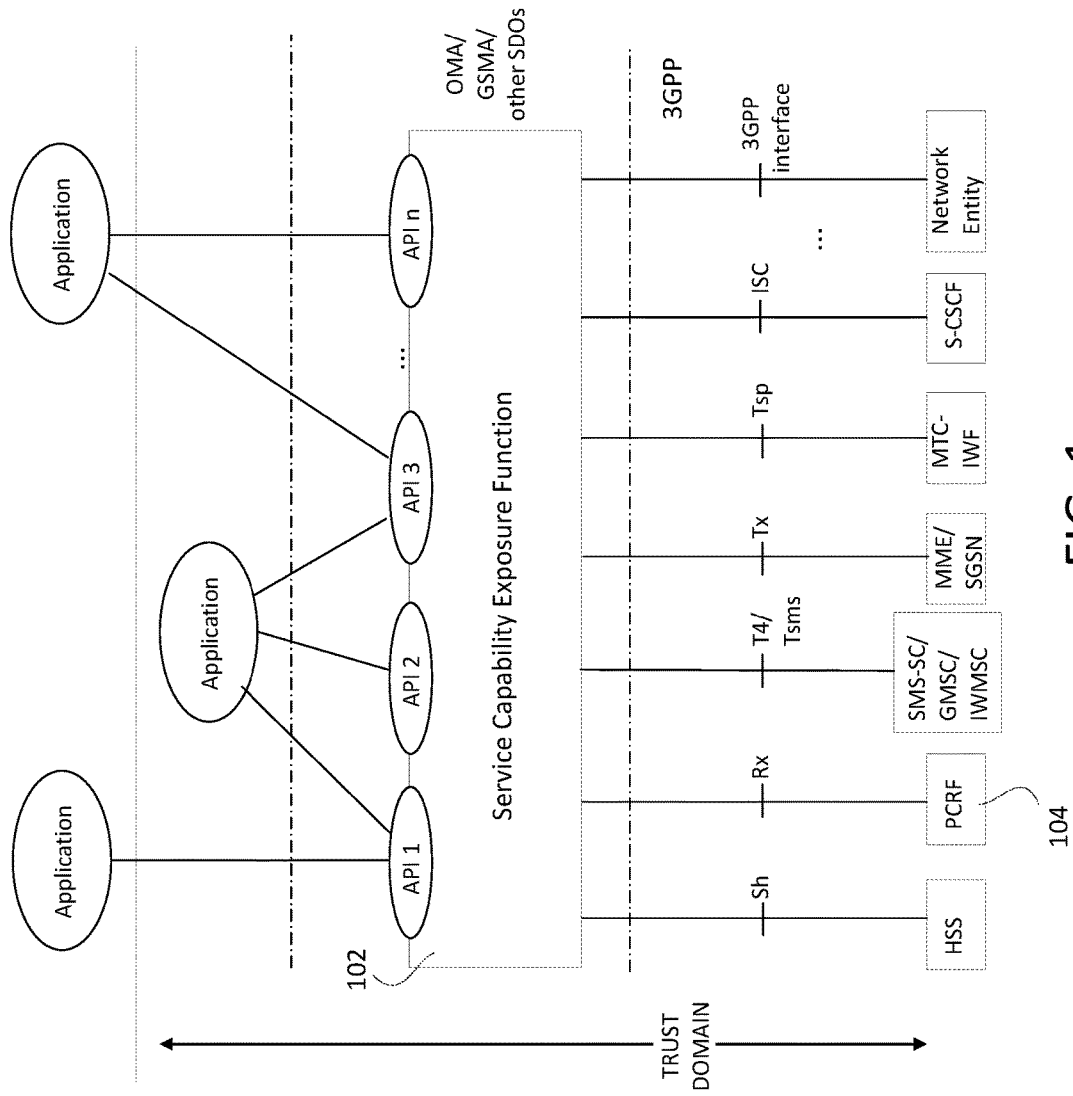 Application
Application
Application
OMA/
GSMA/
other SDOs
API 1
API 2
API 3
...
API n
102
Service Capability Exposure Function
3GPP
TRUST
DOMAIN
Sh
Rx
T4/
Tsms
Tx
Tsp
ISC
...
3GPP
interface
HSS
PCRF
SMS-SC/
GMSC/
IWMSC
MME/
SGSN
MTC-
IWF
S-CSCF
Network
Entity
104